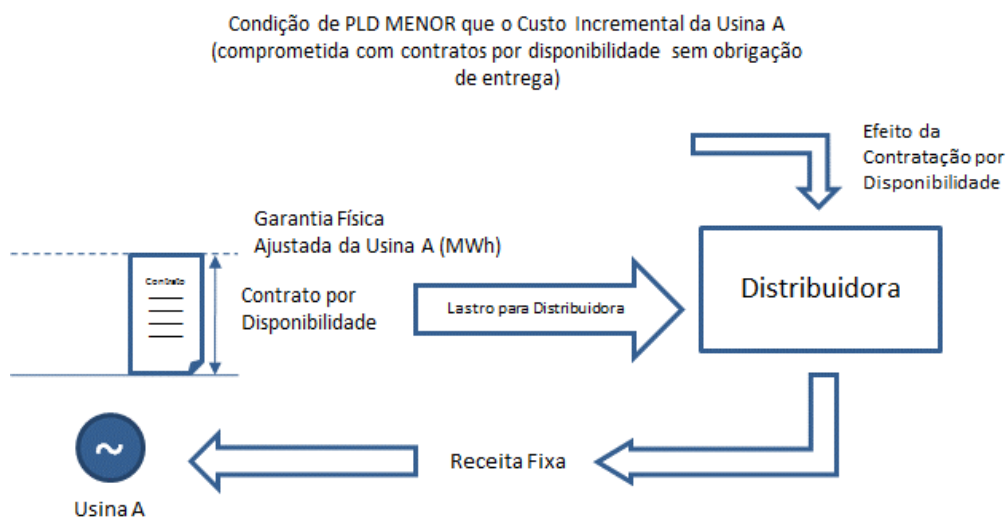 Condição de PLD MENOR que o Custo Incremental da Usina A
(comprometida com contratos por disponibilidade sem obrigação
de entrega)
Efeito da
Contratação por
Disponibilidade
Garantia Física
Ajustada da Usina A (MWh)
Contrato
Contrato por
Disponibilidade
Lastro para Distribuidora
Distribuidora
~
Receita Fixa
Usina A